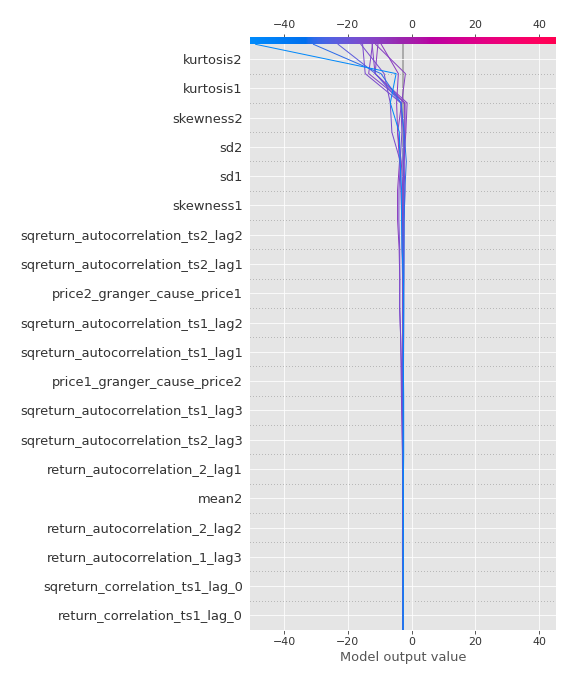 −40 −20 0 20 40
kurtosis2
kurtosis1
skewness2
sd2
sd1
skewness1
sqreturn_autocorrelation_ts2_lag2
sqreturn_autocorrelation_ts2_lag1
price2_granger_cause_price1
sqreturn_autocorrelation_ts1_lag2
sqreturn_autocorrelation_ts1_lag1
price1_granger_cause_price2
sqreturn_autocorrelation_ts1_lag3
sqreturn_autocorrelation_ts2_lag3
return_autocorrelation_2_lag1
mean2
return_autocorrelation_2_lag2
return_autocorrelation_1_lag3
sqreturn_correlation_ts1_lag_0
return_correlation_ts1_lag_0
−40 −20 0 20 40
Model output value